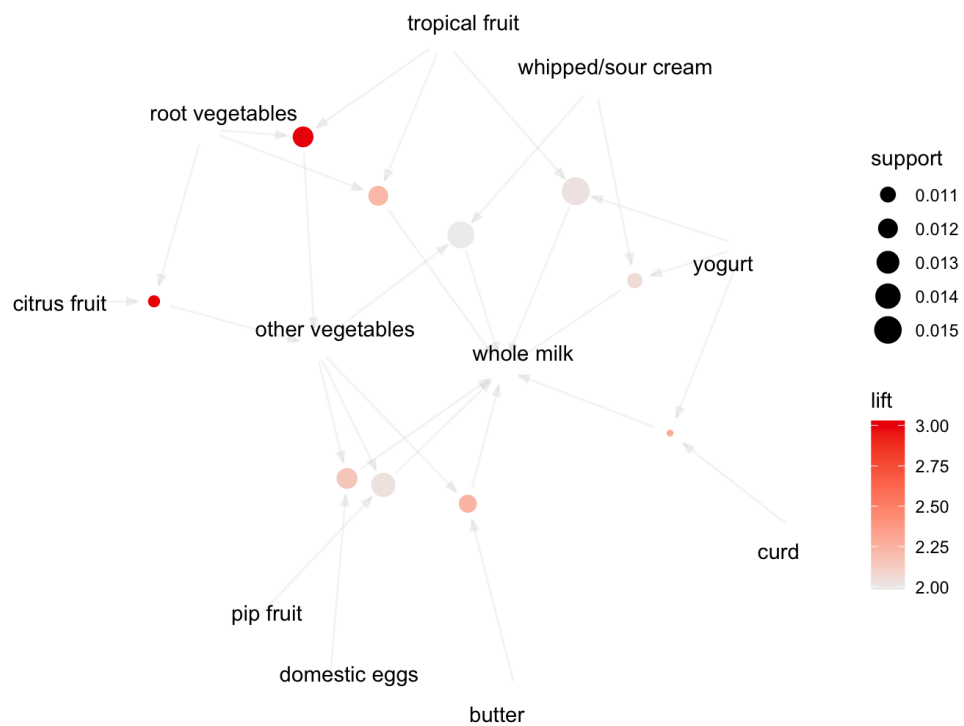 tropical fruit
whipped/sour cream
root vegetables
yogurt
citrus fruit
other vegetables
whole milk
curd
pip fruit
domestic eggs
butter
support
0.011
0.012
0.013
0.014
0.015
lift
3.00
2.75
2.50
2.25
2.00